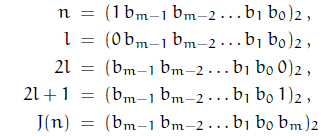 n = (1 b_{m−1} b_{m−2} ... b_1 b_0)_2 ,
l = (0 b_{m−1} b_{m−2} ... b_1 b_0)_2 ,
2l = (b_{m−1} b_{m−2} ... b_1 b_0 0)_2 ,
2l + 1 = (b_{m−1} b_{m−2} ... b_1 b_0 1)_2 ,
J(n) = (b_{m−1} b_{m−2} ... b_1 b_0 b_m)_2